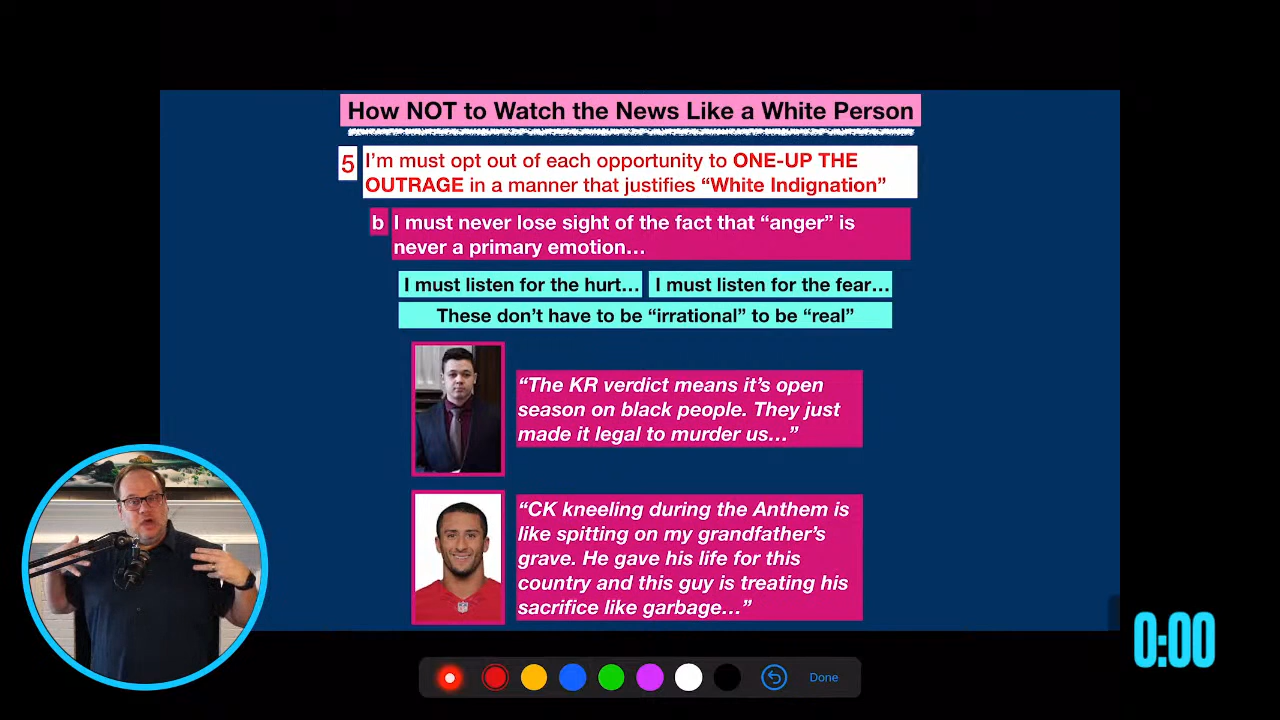 How NOT to Watch the News Like a White Person
5
I'm must opt out of each opportunity to ONE-UP THE
OUTRAGE in a manner that justifies “White Indignation”
b
I must never lose sight of the fact that “anger” is
never a primary emotion…
I must listen for the hurt…
I must listen for the fear…
These don't have to be “irrational” to be “real”
“The KR verdict means it's open
season on black people. They just
made it legal to murder us…”
“CK kneeling during the Anthem is
like spitting on my grandfather's
grave. He gave his life for this
country and this guy is treating his
sacrifice like garbage…”
0:00
Done